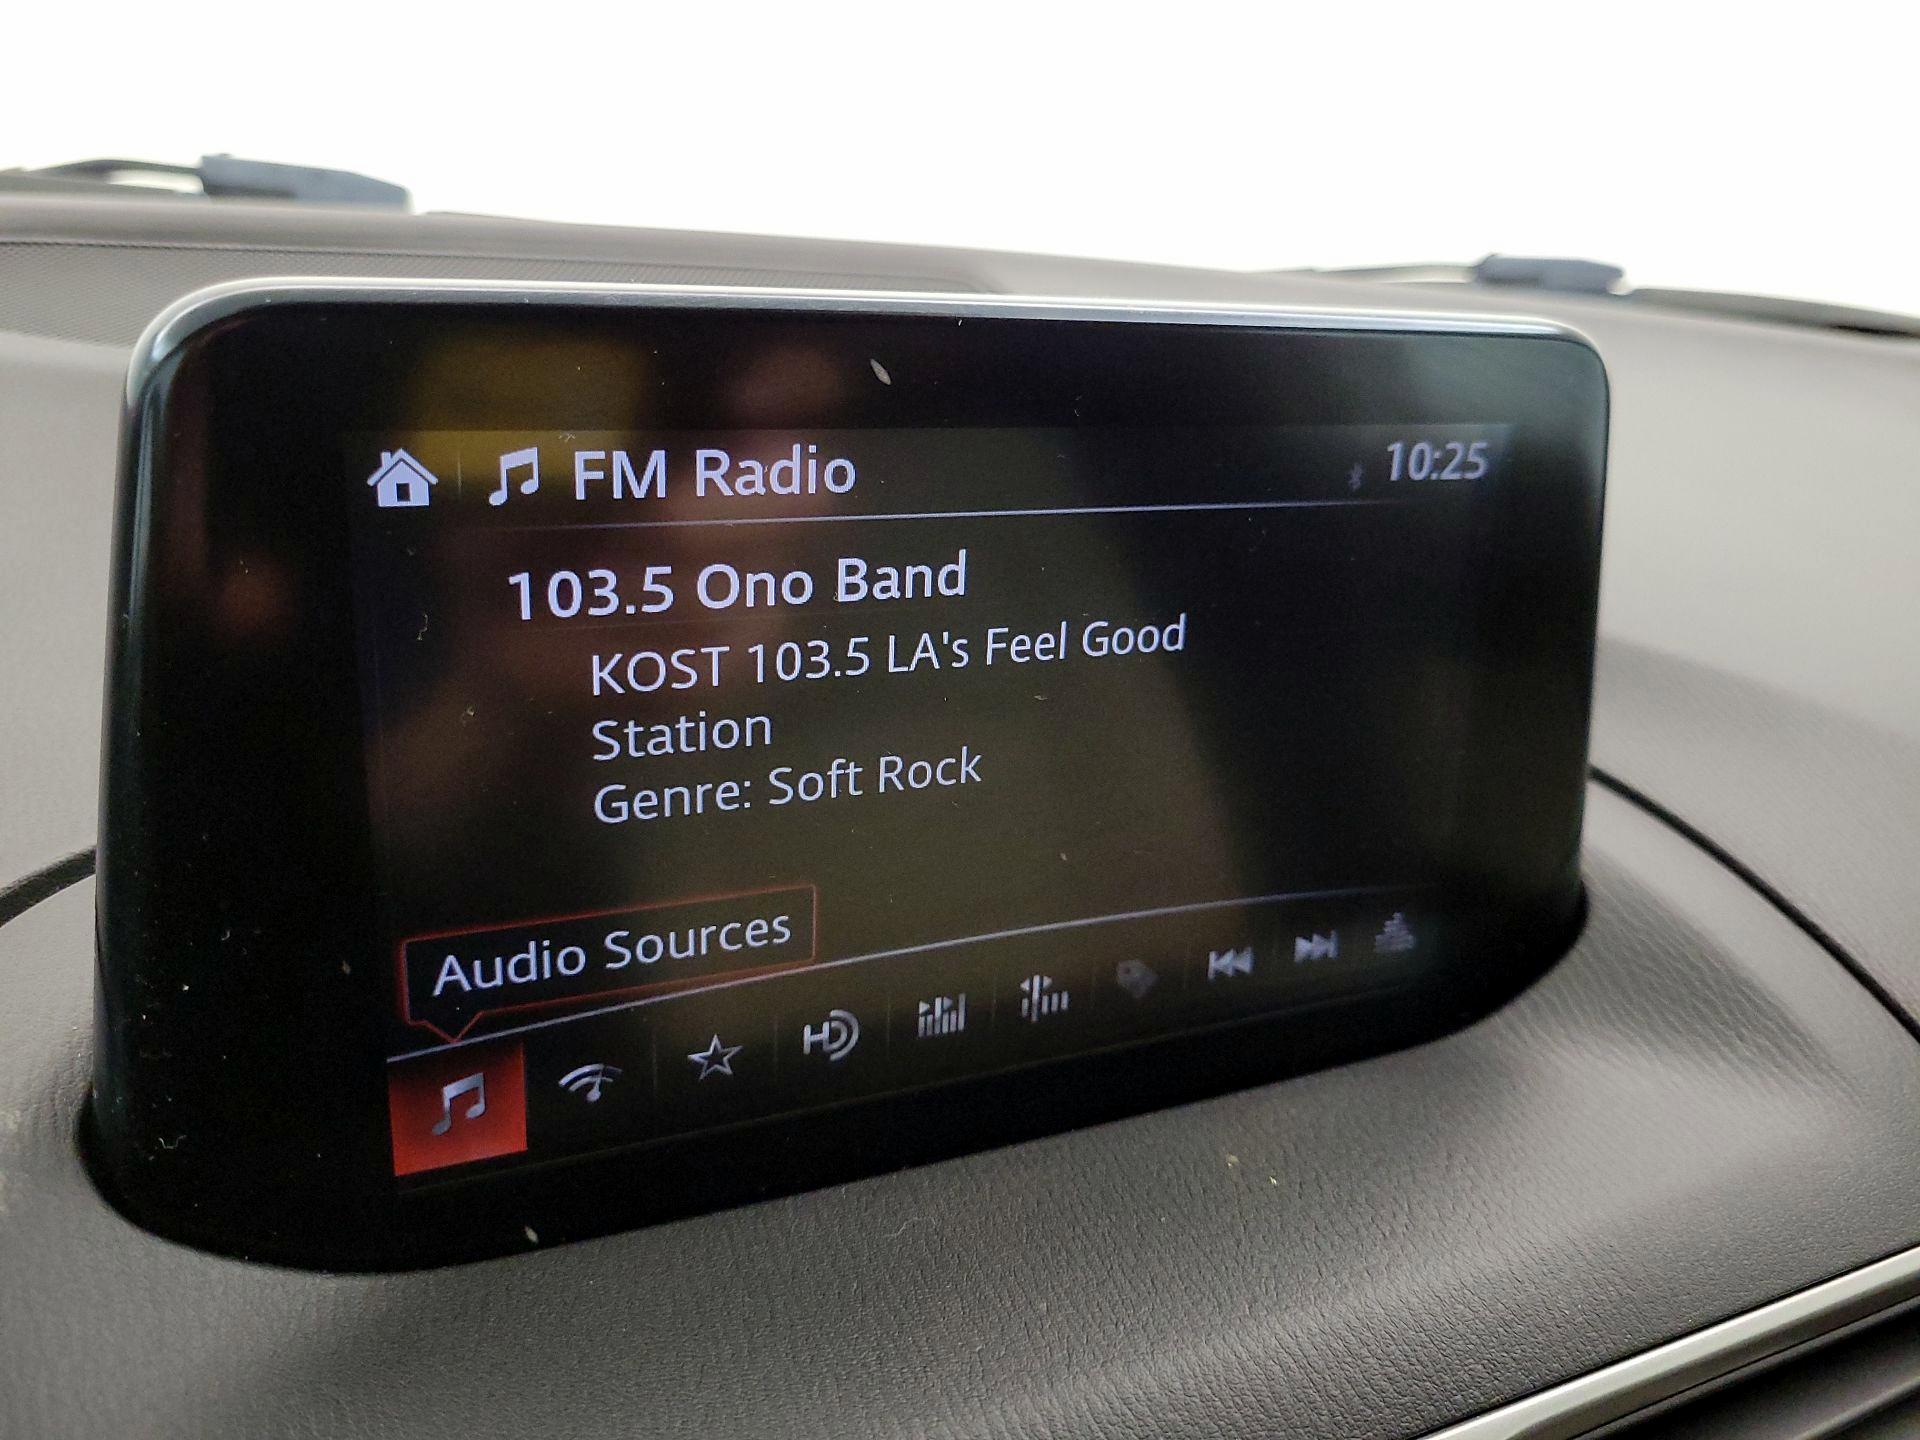 FM Radio
10:25
103.5 Ono Band
KOST 103.5 LA's Feel Good
Station
Genre: Soft Rock
Audio Sources
HD